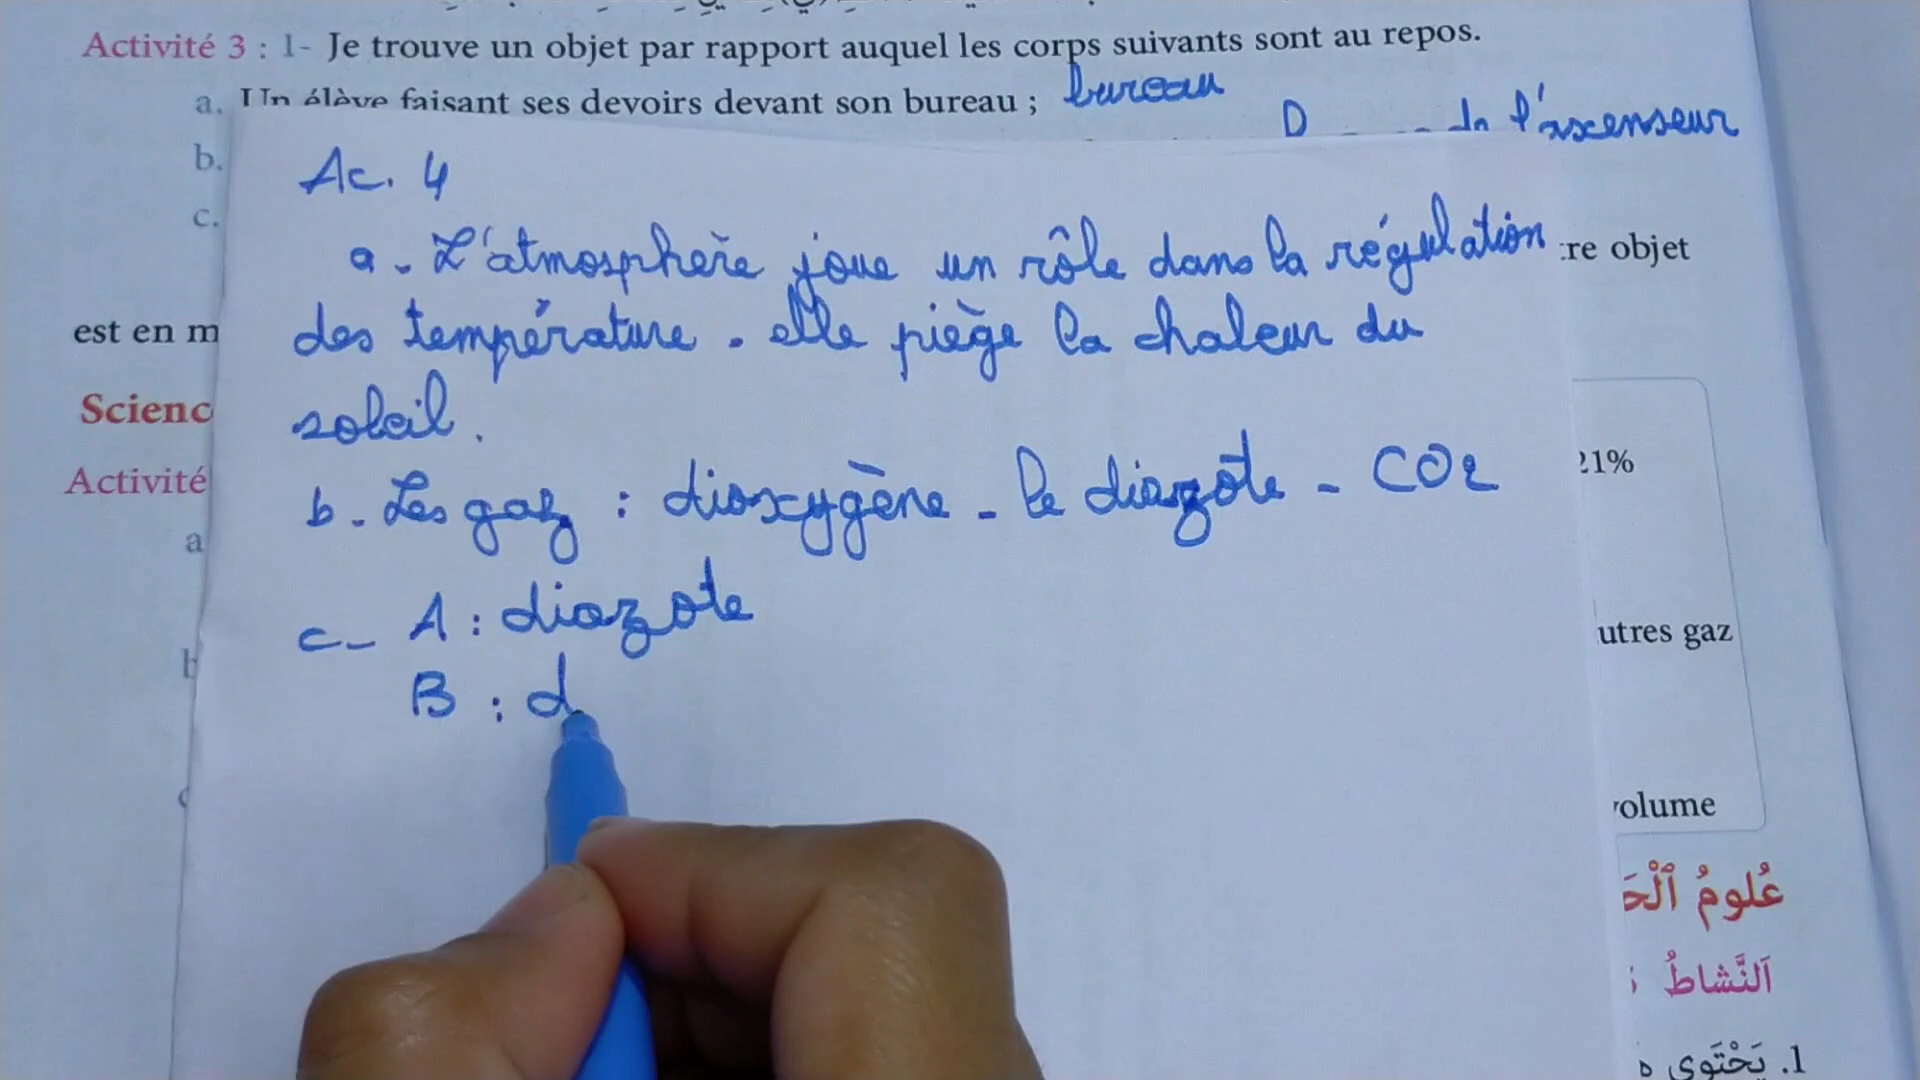 Activité 3 : 1- Je trouve un objet par rapport auquel les corps suivants sont au repos.
a. Un élève faisant ses devoirs devant son bureau ; bureau
b. l'ascenseur
c.
re objet
est en m
Scienc
Activité
21%
a
b
utres gaz
volume
Ac. 4
a. L'atmosphère joue un rôle dans la régulation
des température. elle piège la chaleur du
soleil.
b. Les gaz : dioxygène - le diazote - CO2
c- A : diazote
B : d
عُلومُ ٱلْحَ
اَلنَّشاطُ
1. يَحْتَوي